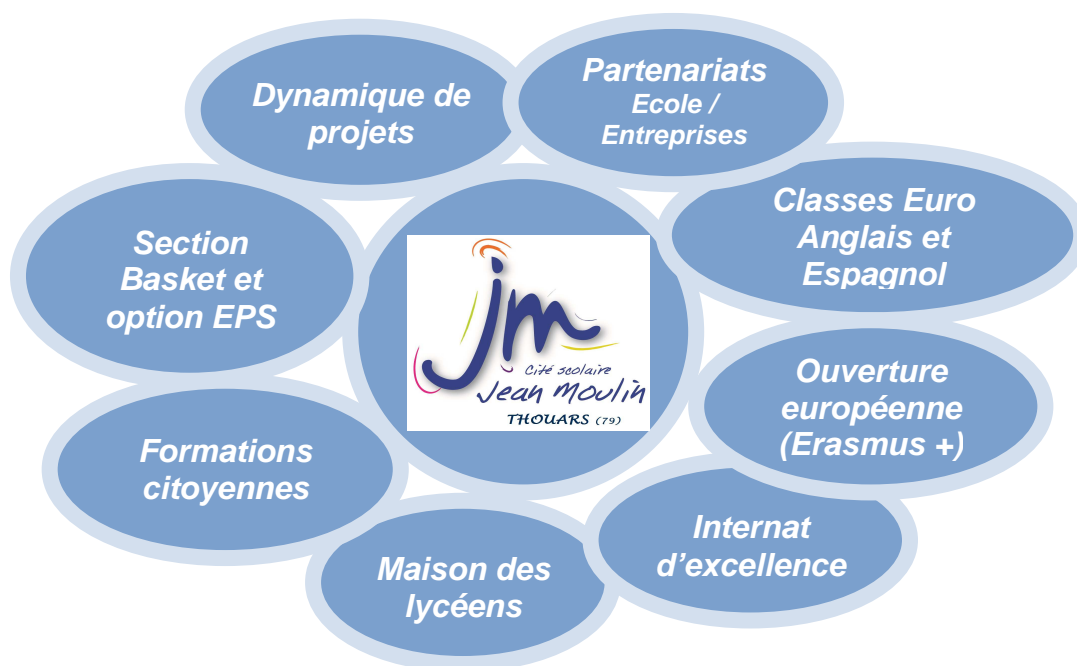 Dynamique de
projets
Partenariats
Ecole /
Entreprises
Classes Euro
Anglais et
Espagnol
Section
Basket et
option EPS
jm
Cité scolaire
Jean Moulin
THOUARS (79)
Ouverture
européenne
(Erasmus +)
Formations
citoyennes
Internat
d'excellence
Maison des
lycéens